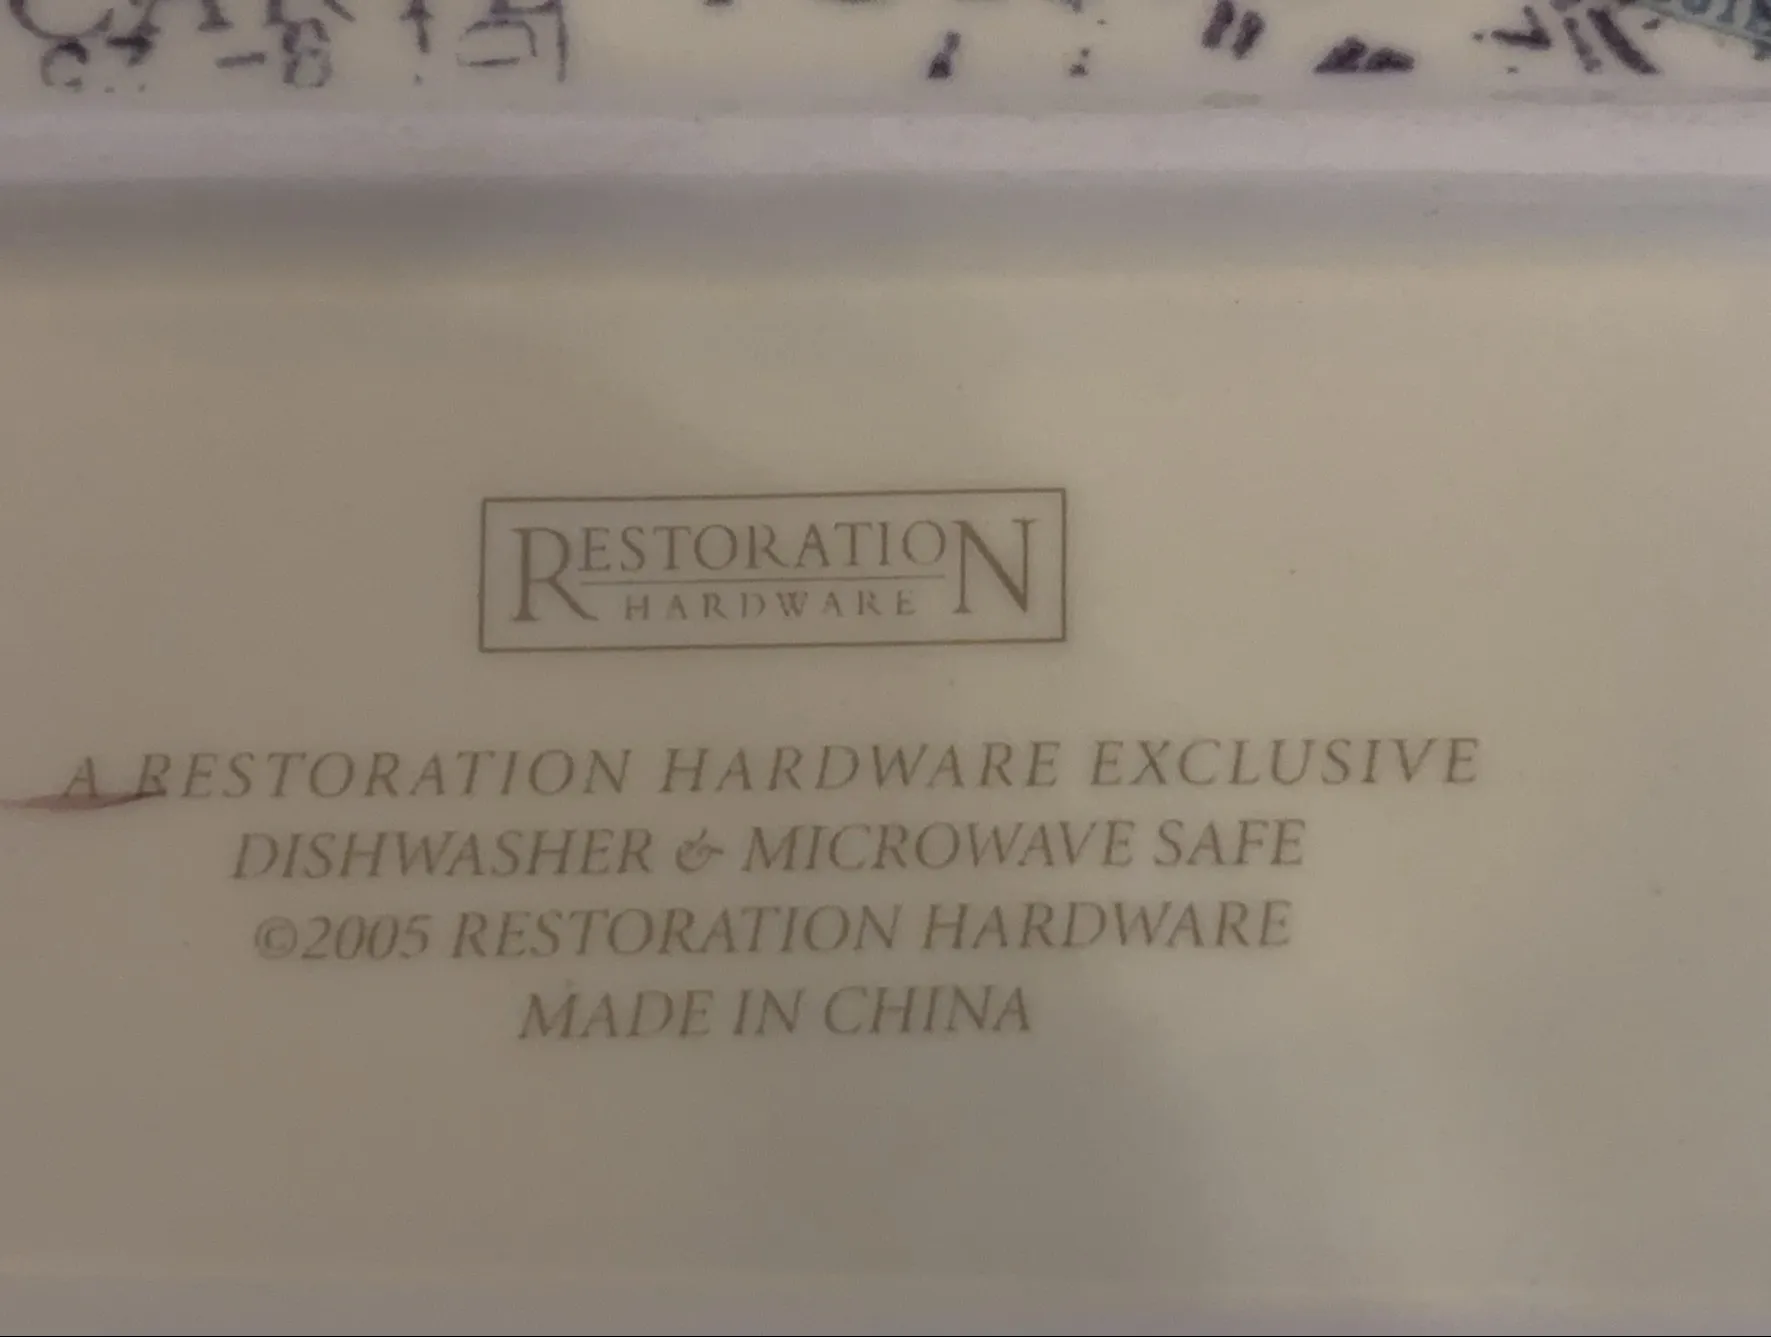 RESTORATION
HARDWARE
A RESTORATION HARDWARE EXCLUSIVE
DISHWASHER & MICROWAVE SAFE
©2005 RESTORATION HARDWARE
MADE IN CHINA